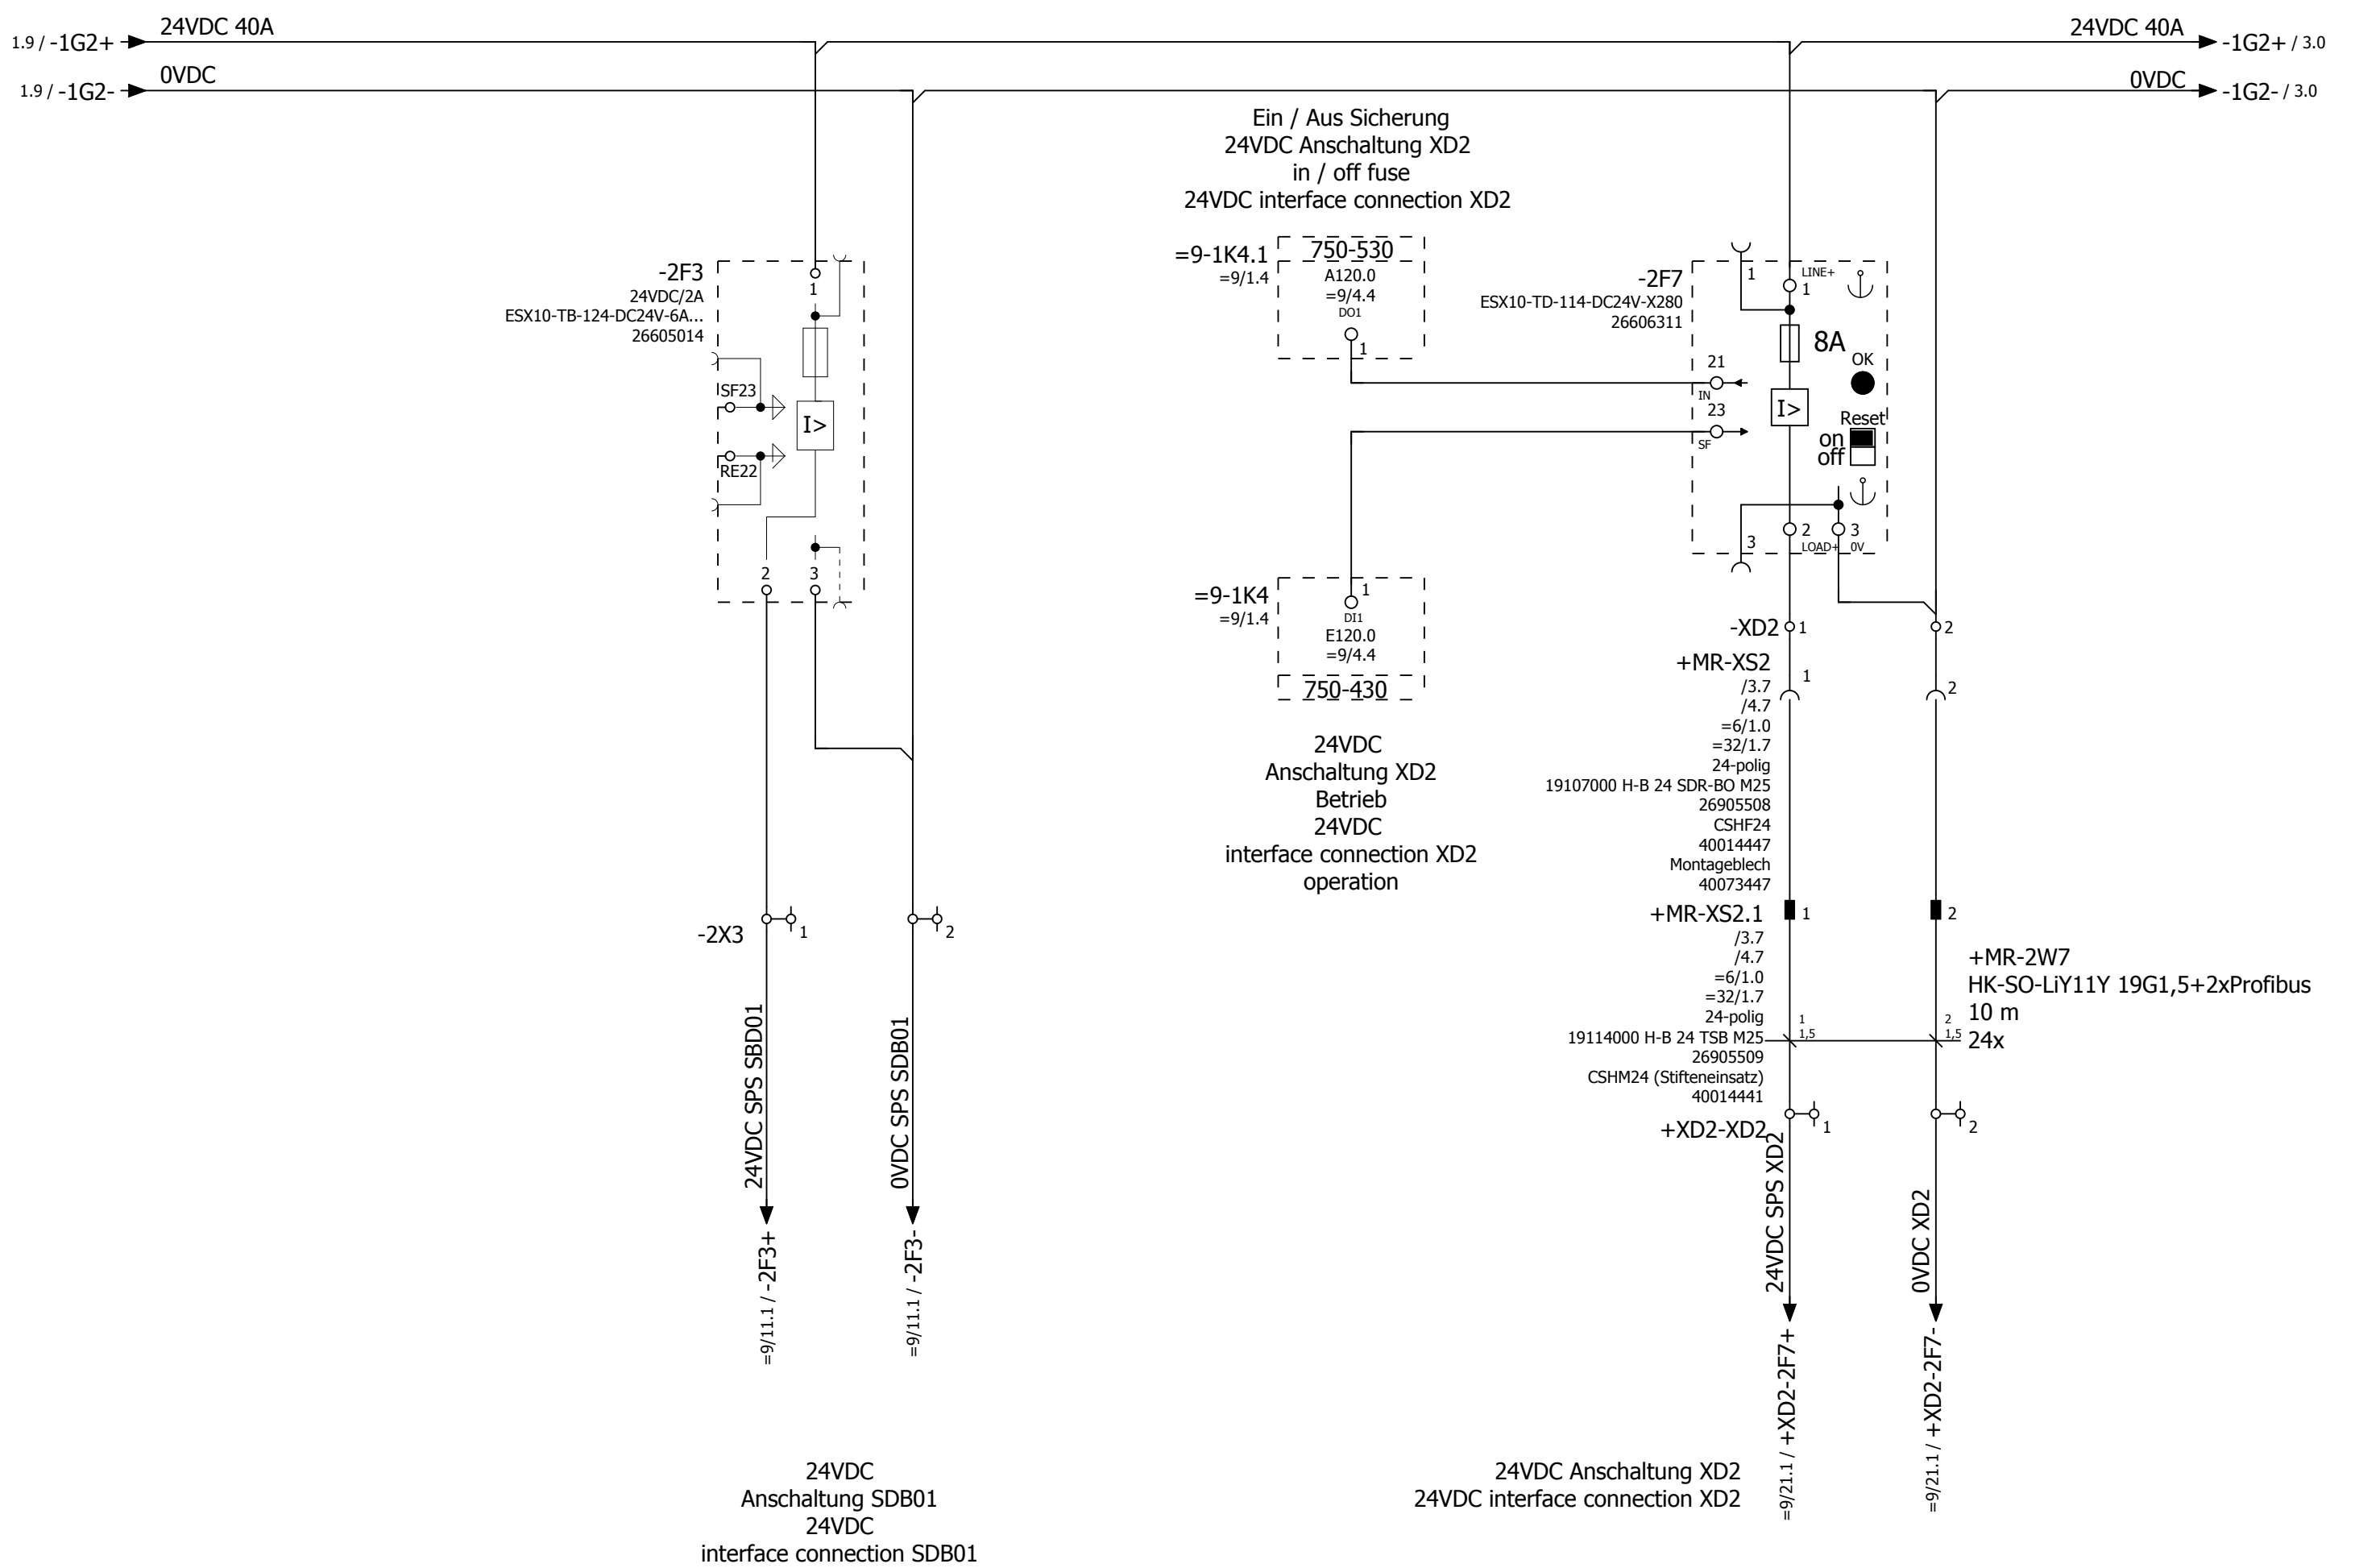 24VDC 40A
1.9 / -1G2+
0VDC
1.9 / -1G2-
24VDC 40A
-1G2+ / 3.0
0VDC
-1G2- / 3.0
-2F3
24VDC/2A
ESX10-TB-124-DC24V-6A...
26605014
1
SF23
I>
RE22
2
3
-2X3
1
2
24VDC SPS SBD01
0VDC SPS SDB01
=9/11.1 / -2F3+
=9/11.1 / -2F3-
24VDC
Anschaltung SDB01
24VDC
interface connection SDB01
Ein / Aus Sicherung
24VDC Anschaltung XD2
in / off fuse
24VDC interface connection XD2
=9-1K4.1
=9/1.4
750-530
A120.0
=9/4.4
DO1
1
=9-1K4
=9/1.4
1
DI1
E120.0
=9/4.4
750-430
24VDC
Anschaltung XD2
Betrieb
24VDC
interface connection XD2
operation
-2F7
ESX10-TD-114-DC24V-X280
26606311
1
LINE+
1
8A
OK
21
IN
23
SF
I>
Reset
on
off
3
2
LOAD+
3
0V
-XD2
1
2
+MR-XS2
1
2
/3.7
/4.7
=6/1.0
=32/1.7
24-polig
19107000 H-B 24 SDR-BO M25
26905508
CSHF24
40014447
Montageblech
40073447
+MR-XS2.1
1
2
/3.7
/4.7
=6/1.0
=32/1.7
24-polig
19114000 H-B 24 TSB M25
26905509
CSHM24 (Stifteneinsatz)
40014441
+MR-2W7
HK-SO-LiY11Y 19G1,5+2xProfibus
10 m
24x
1
1,5
2
1,5
+XD2-XD2
1
2
24VDC SPS XD2
0VDC XD2
=9/21.1 / +XD2-2F7+
=9/21.1 / +XD2-2F7-
24VDC Anschaltung XD2
24VDC interface connection XD2